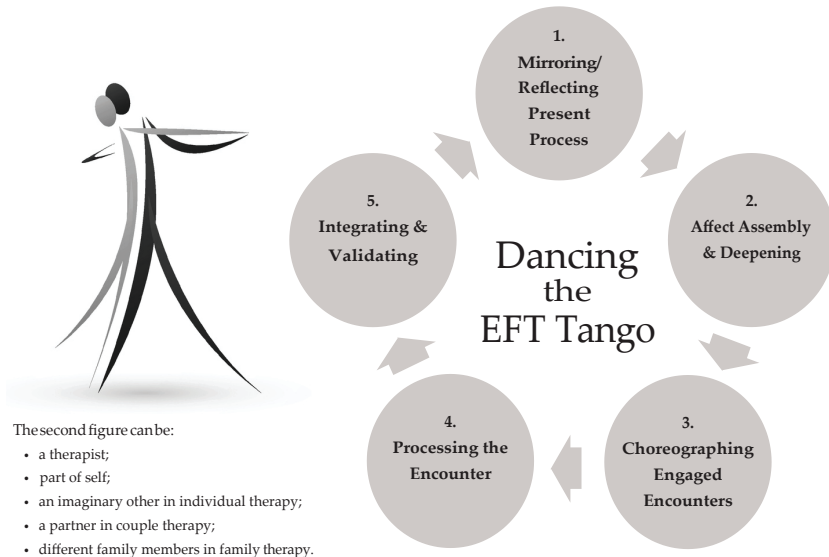 1.
Mirroring/
Reflecting
Present
Process
2.
Affect Assembly
& Deepening
3.
Choreographing
Engaged
Encounters
4.
Processing the
Encounter
5.
Integrating &
Validating
Dancing
the
EFT Tango
The second figure can be:
• a therapist;
• part of self;
• an imaginary other in individual therapy;
• a partner in couple therapy;
• different family members in family therapy.